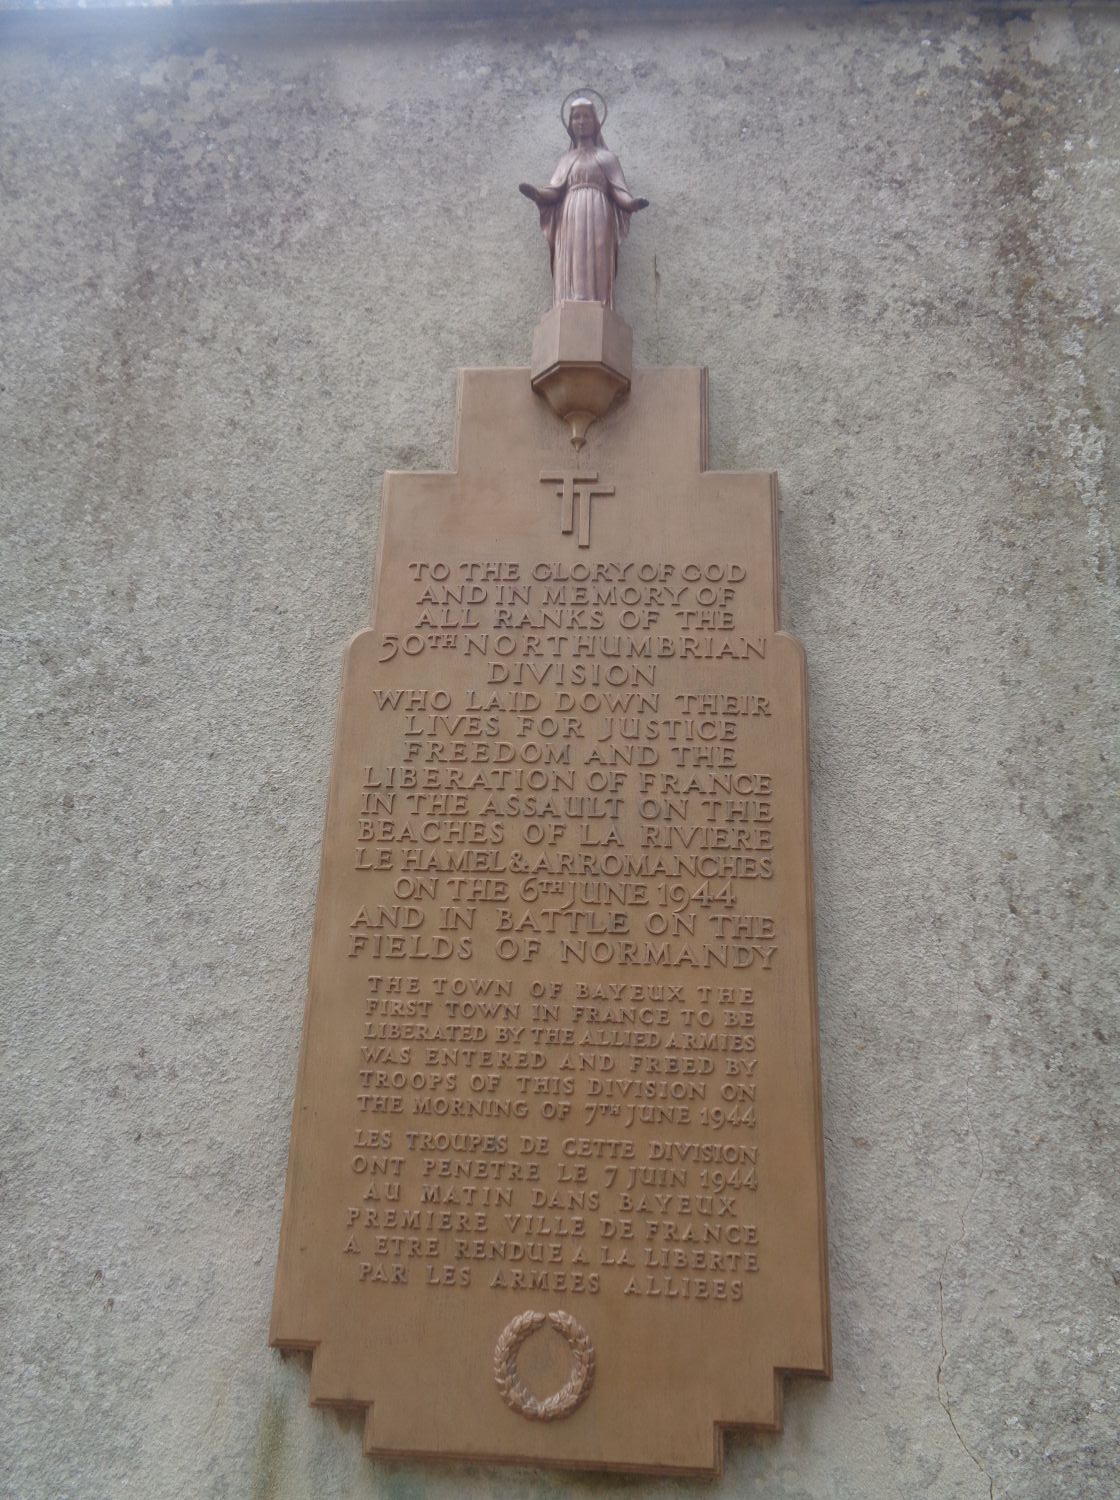 TT
TO THE GLORY OF GOD
AND IN MEMORY OF
ALL RANKS OF THE
50TH NORTHUMBRIAN
DIVISION
WHO LAID DOWN THEIR
LIVES FOR JUSTICE
FREEDOM AND THE
LIBERATION OF FRANCE
IN THE ASSAULT ON THE
BEACHES OF LA RIVIERE
LE HAMEL & ARROMANCHES
ON THE 6TH JUNE 1944
AND IN BATTLE ON THE
FIELDS OF NORMANDY
THE TOWN OF BAYEUX THE
FIRST TOWN IN FRANCE TO BE
LIBERATED BY THE ALLIED ARMIES
WAS ENTERED AND FREED BY
TROOPS OF THIS DIVISION ON
THE MORNING OF 7TH JUNE 1944
LES TROUPES DE CETTE DIVISION
ONT PENETRE LE 7 JUIN 1944
AU MATIN DANS BAYEUX
PREMIERE VILLE DE FRANCE
A ETRE RENDUE A LA LIBERTE
PAR LES ARMEES ALLIEES